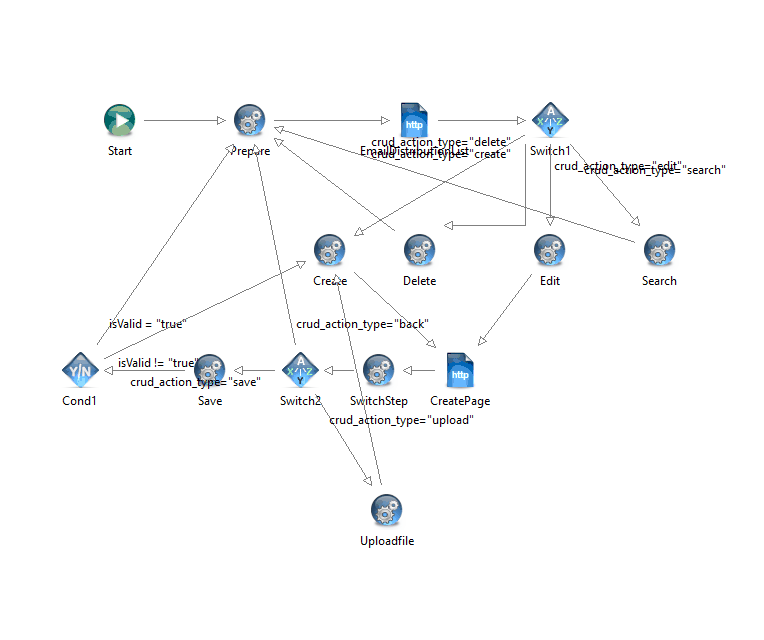 http
A
X Z
Y
Start
Prepare
EmailDistributionList
Switch1
crud_action_type="delete"
crud_action_type="create"
crud_action_type="edit"
crud_action_type="search"
Create
Delete
Edit
Search
isValid = "true"
crud_action_type="back"
isValid != "true"
crud_action_type="save"
Y/N
A
X Z
Y
http
Cond1
Save
Switch2
SwitchStep
CreatePage
crud_action_type="upload"
Uploadfile